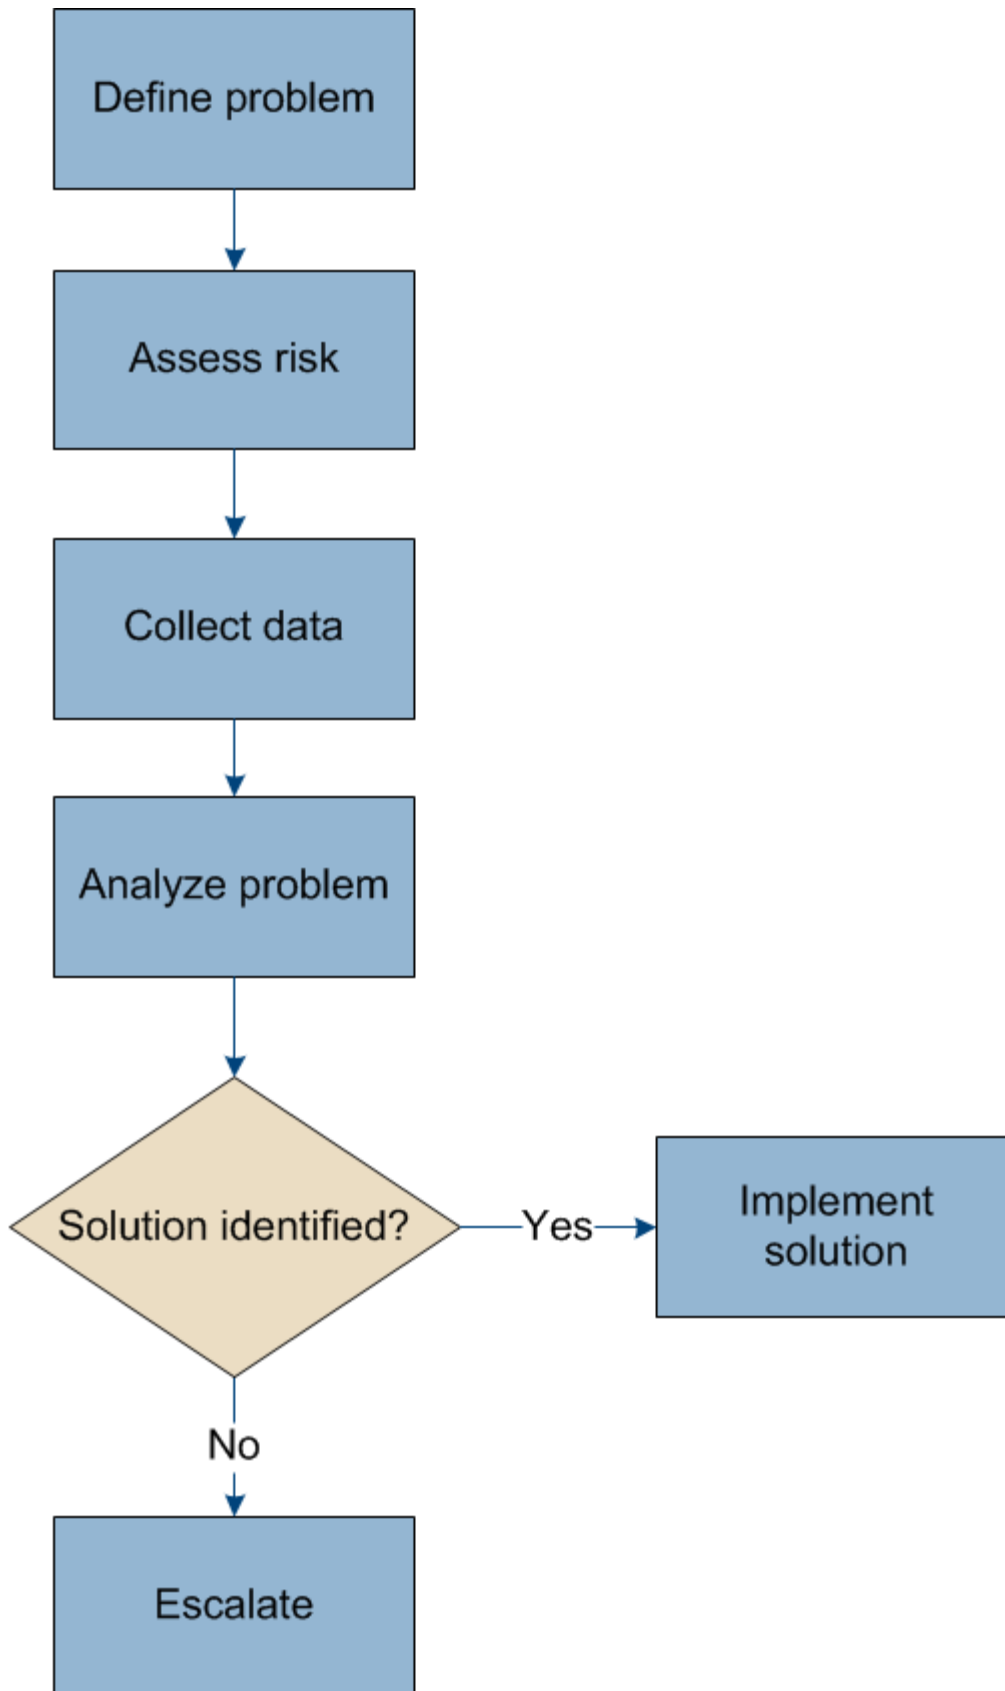 Define problem
Assess risk
Collect data
Analyze problem
Solution identified?
Yes
Implement
solution
No
Escalate